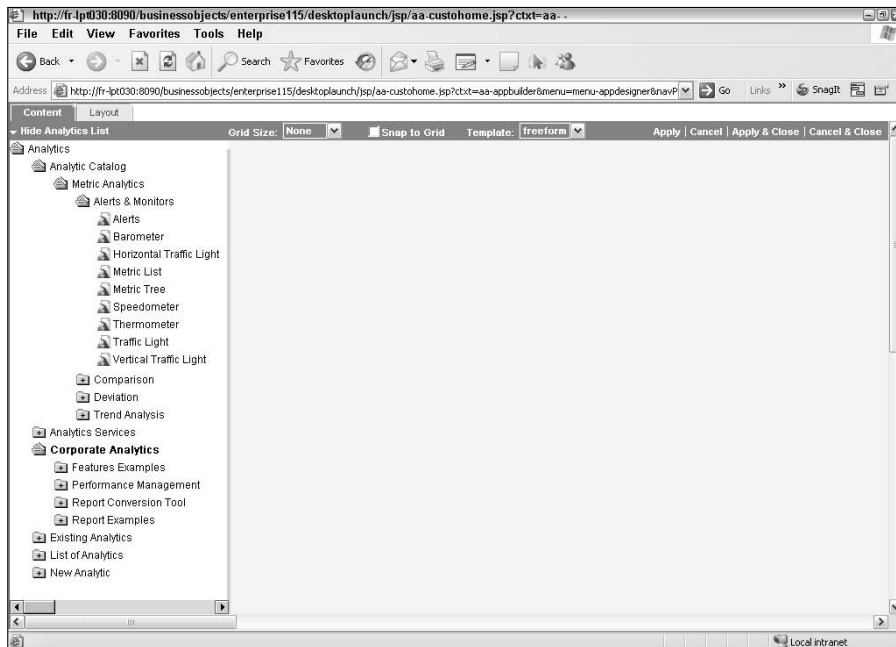 http://fr-lpt030:8090/businessobjects/enterprise115/desktoplaunch/jsp/aa-custohome.jsp?ctxt=aa- -
File Edit View Favorites Tools Help
Back Search Favorites
Address http://fr-lpt030:8090/businessobjects/enterprise115/desktoplaunch/jsp/aa-custohome.jsp?ctxt=aa-appbuilder&menu=menu-appdesigner&navP Go Links » SnagIt
Content Layout
Hide Analytics List Grid Size: None Snap to Grid Template: freeform Apply | Cancel | Apply & Close | Cancel & Close
Analytics
Analytic Catalog
Metric Analytics
Alerts & Monitors
Alerts
Barometer
Horizontal Traffic Light
Metric List
Metric Tree
Speedometer
Thermometer
Traffic Light
Vertical Traffic Light
Comparison
Deviation
Trend Analysis
Analytics Services
Corporate Analytics
Features Examples
Performance Management
Report Conversion Tool
Report Examples
Existing Analytics
List of Analytics
New Analytic
Local intranet